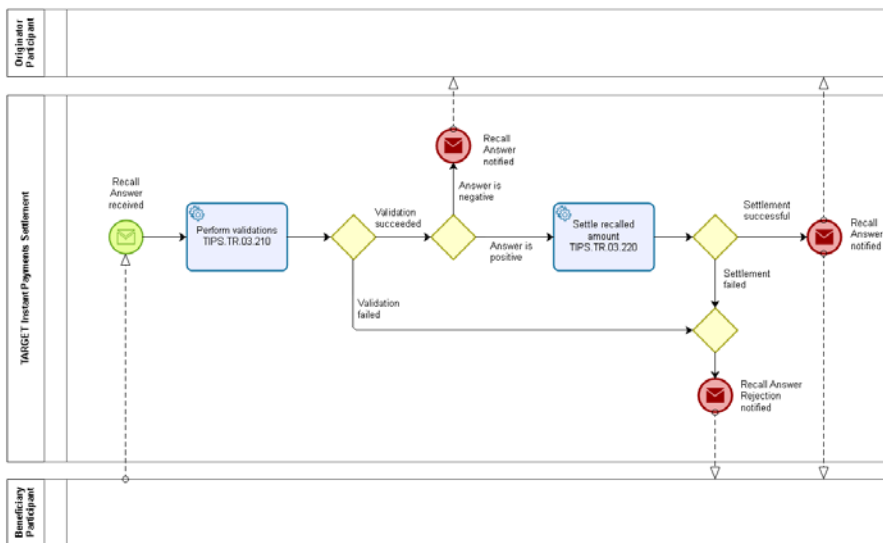 Originator
Participant
TARGET Instant Payments Settlement
Recall
Answer
received
Perform validations
TIPS.TR.03.210
Validation
succeeded
Validation
failed
Recall
Answer
notified
Answer is
negative
Answer is
positive
Settle recalled
amount
TIPS.TR.03.220
Settlement
successful
Settlement
failed
Recall
Answer
notified
Recall Answer
Rejection
notified
Beneficiary
Participant